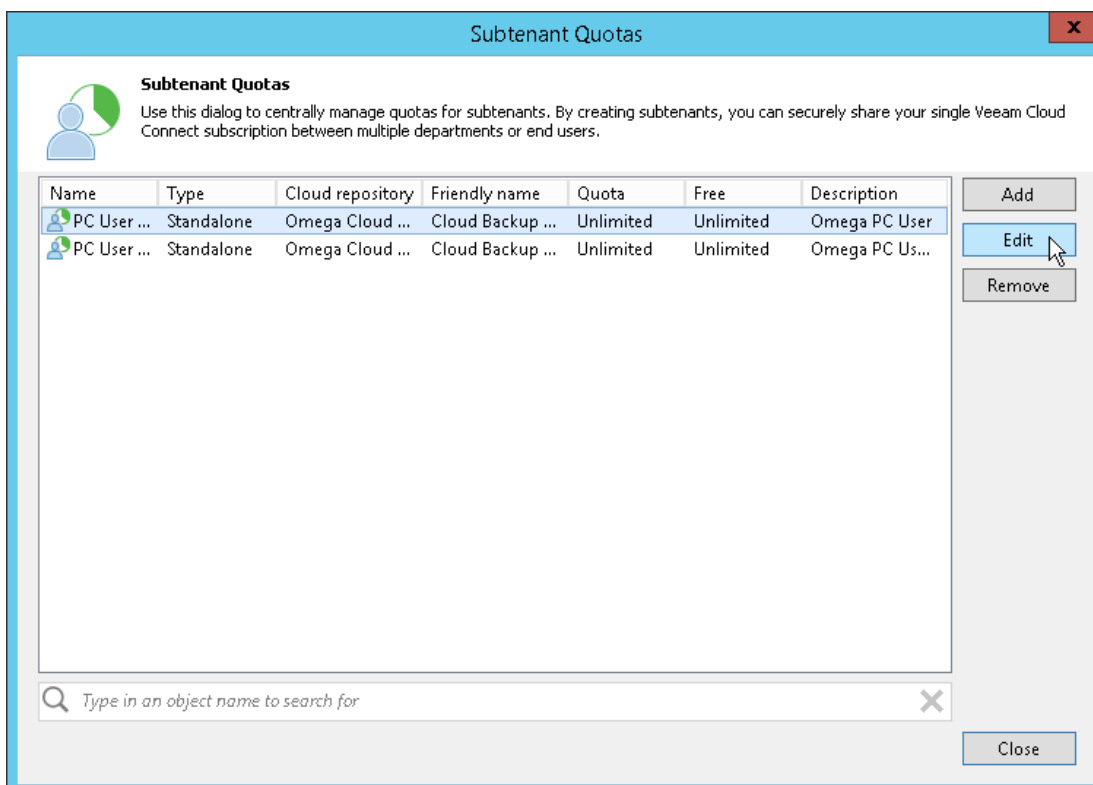 Subtenant Quotas
x
Subtenant Quotas
Use this dialog to centrally manage quotas for subtenants. By creating subtenants, you can securely share your single Veeam Cloud
Connect subscription between multiple departments or end users.
Name Type Cloud repository Friendly name Quota Free Description
PC User ... Standalone Omega Cloud ... Cloud Backup ... Unlimited Unlimited Omega PC User
PC User ... Standalone Omega Cloud ... Cloud Backup ... Unlimited Unlimited Omega PC Us...
Add
Edit
Remove
Type in an object name to search for
Close